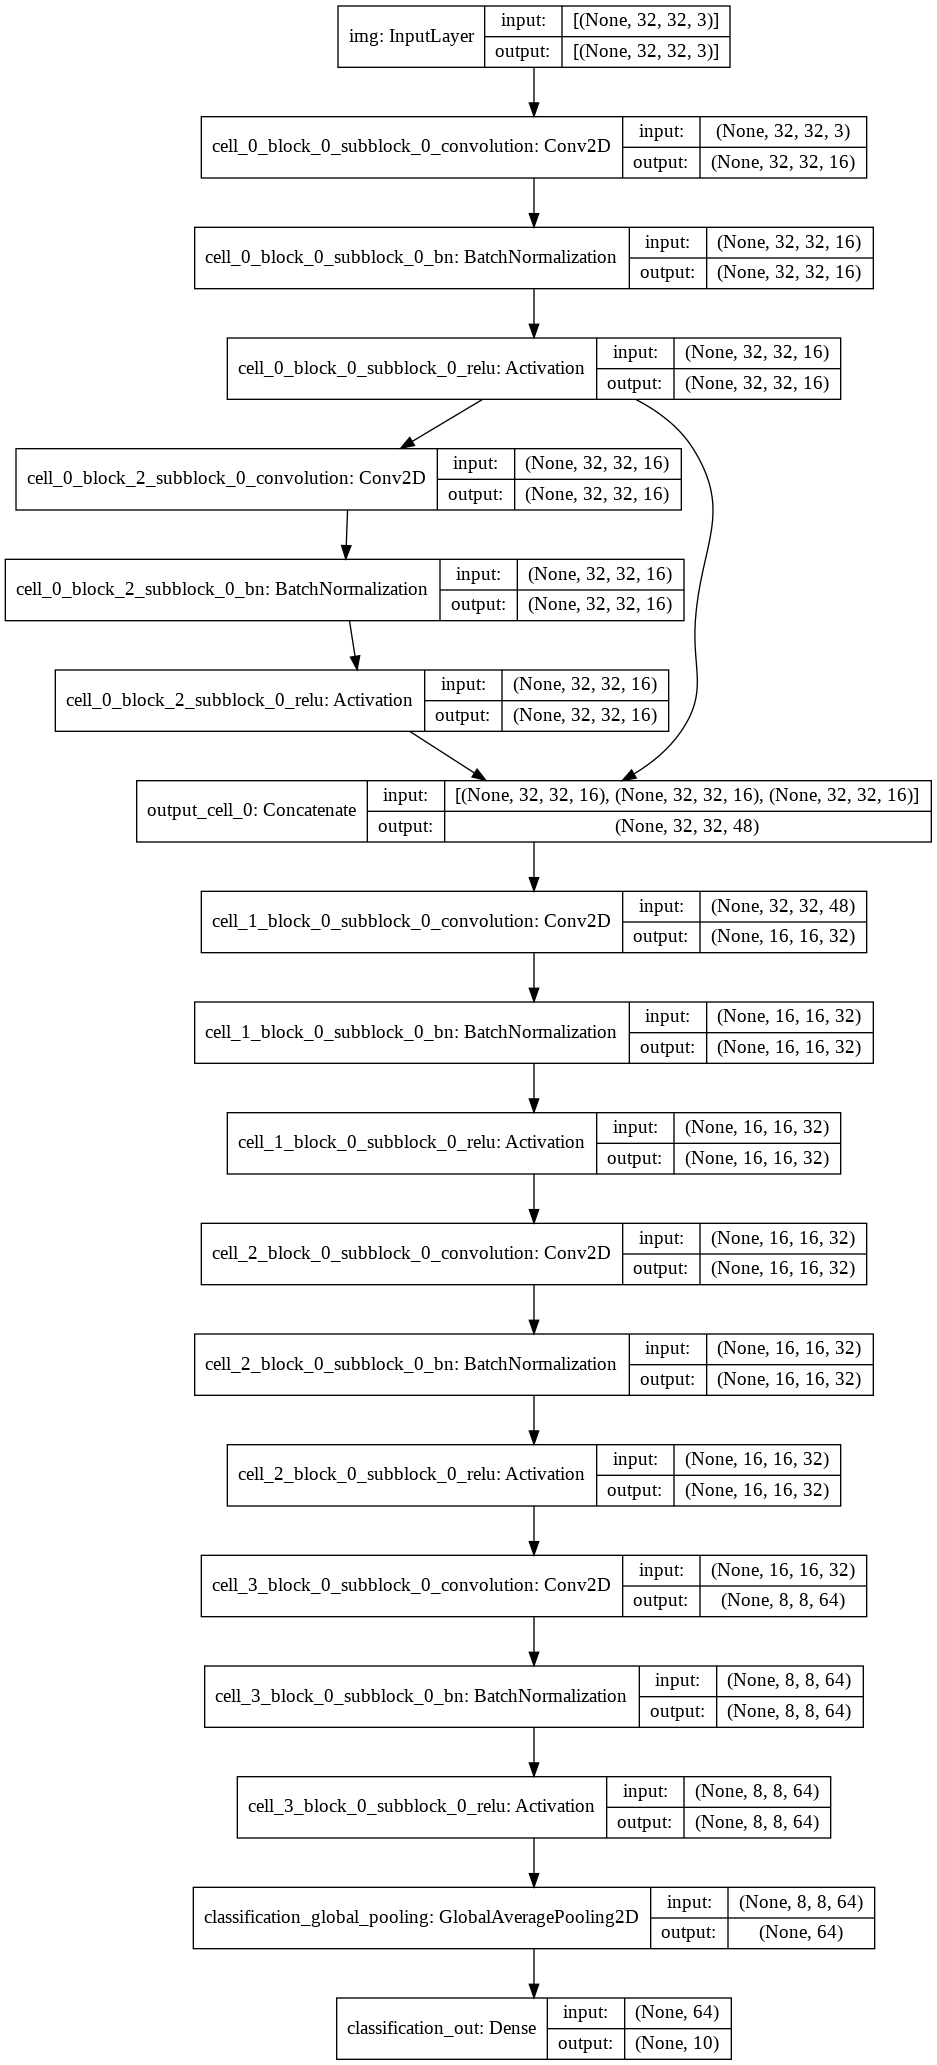 img: InputLayer
input:
[(None, 32, 32, 3)]
output:
[(None, 32, 32, 3)]
cell_0_block_0_subblock_0_convolution: Conv2D
input:
(None, 32, 32, 3)
output:
(None, 32, 32, 16)
cell_0_block_0_subblock_0_bn: BatchNormalization
input:
(None, 32, 32, 16)
output:
(None, 32, 32, 16)
cell_0_block_0_subblock_0_relu: Activation
input:
(None, 32, 32, 16)
output:
(None, 32, 32, 16)
cell_0_block_2_subblock_0_convolution: Conv2D
input:
(None, 32, 32, 16)
output:
(None, 32, 32, 16)
cell_0_block_2_subblock_0_bn: BatchNormalization
input:
(None, 32, 32, 16)
output:
(None, 32, 32, 16)
cell_0_block_2_subblock_0_relu: Activation
input:
(None, 32, 32, 16)
output:
(None, 32, 32, 16)
output_cell_0: Concatenate
input:
[(None, 32, 32, 16), (None, 32, 32, 16), (None, 32, 32, 16)]
output:
(None, 32, 32, 48)
cell_1_block_0_subblock_0_convolution: Conv2D
input:
(None, 32, 32, 48)
output:
(None, 16, 16, 32)
cell_1_block_0_subblock_0_bn: BatchNormalization
input:
(None, 16, 16, 32)
output:
(None, 16, 16, 32)
cell_1_block_0_subblock_0_relu: Activation
input:
(None, 16, 16, 32)
output:
(None, 16, 16, 32)
cell_2_block_0_subblock_0_convolution: Conv2D
input:
(None, 16, 16, 32)
output:
(None, 16, 16, 32)
cell_2_block_0_subblock_0_bn: BatchNormalization
input:
(None, 16, 16, 32)
output:
(None, 16, 16, 32)
cell_2_block_0_subblock_0_relu: Activation
input:
(None, 16, 16, 32)
output:
(None, 16, 16, 32)
cell_3_block_0_subblock_0_convolution: Conv2D
input:
(None, 16, 16, 32)
output:
(None, 8, 8, 64)
cell_3_block_0_subblock_0_bn: BatchNormalization
input:
(None, 8, 8, 64)
output:
(None, 8, 8, 64)
cell_3_block_0_subblock_0_relu: Activation
input:
(None, 8, 8, 64)
output:
(None, 8, 8, 64)
classification_global_pooling: GlobalAveragePooling2D
input:
(None, 8, 8, 64)
output:
(None, 64)
classification_out: Dense
input:
(None, 64)
output:
(None, 10)